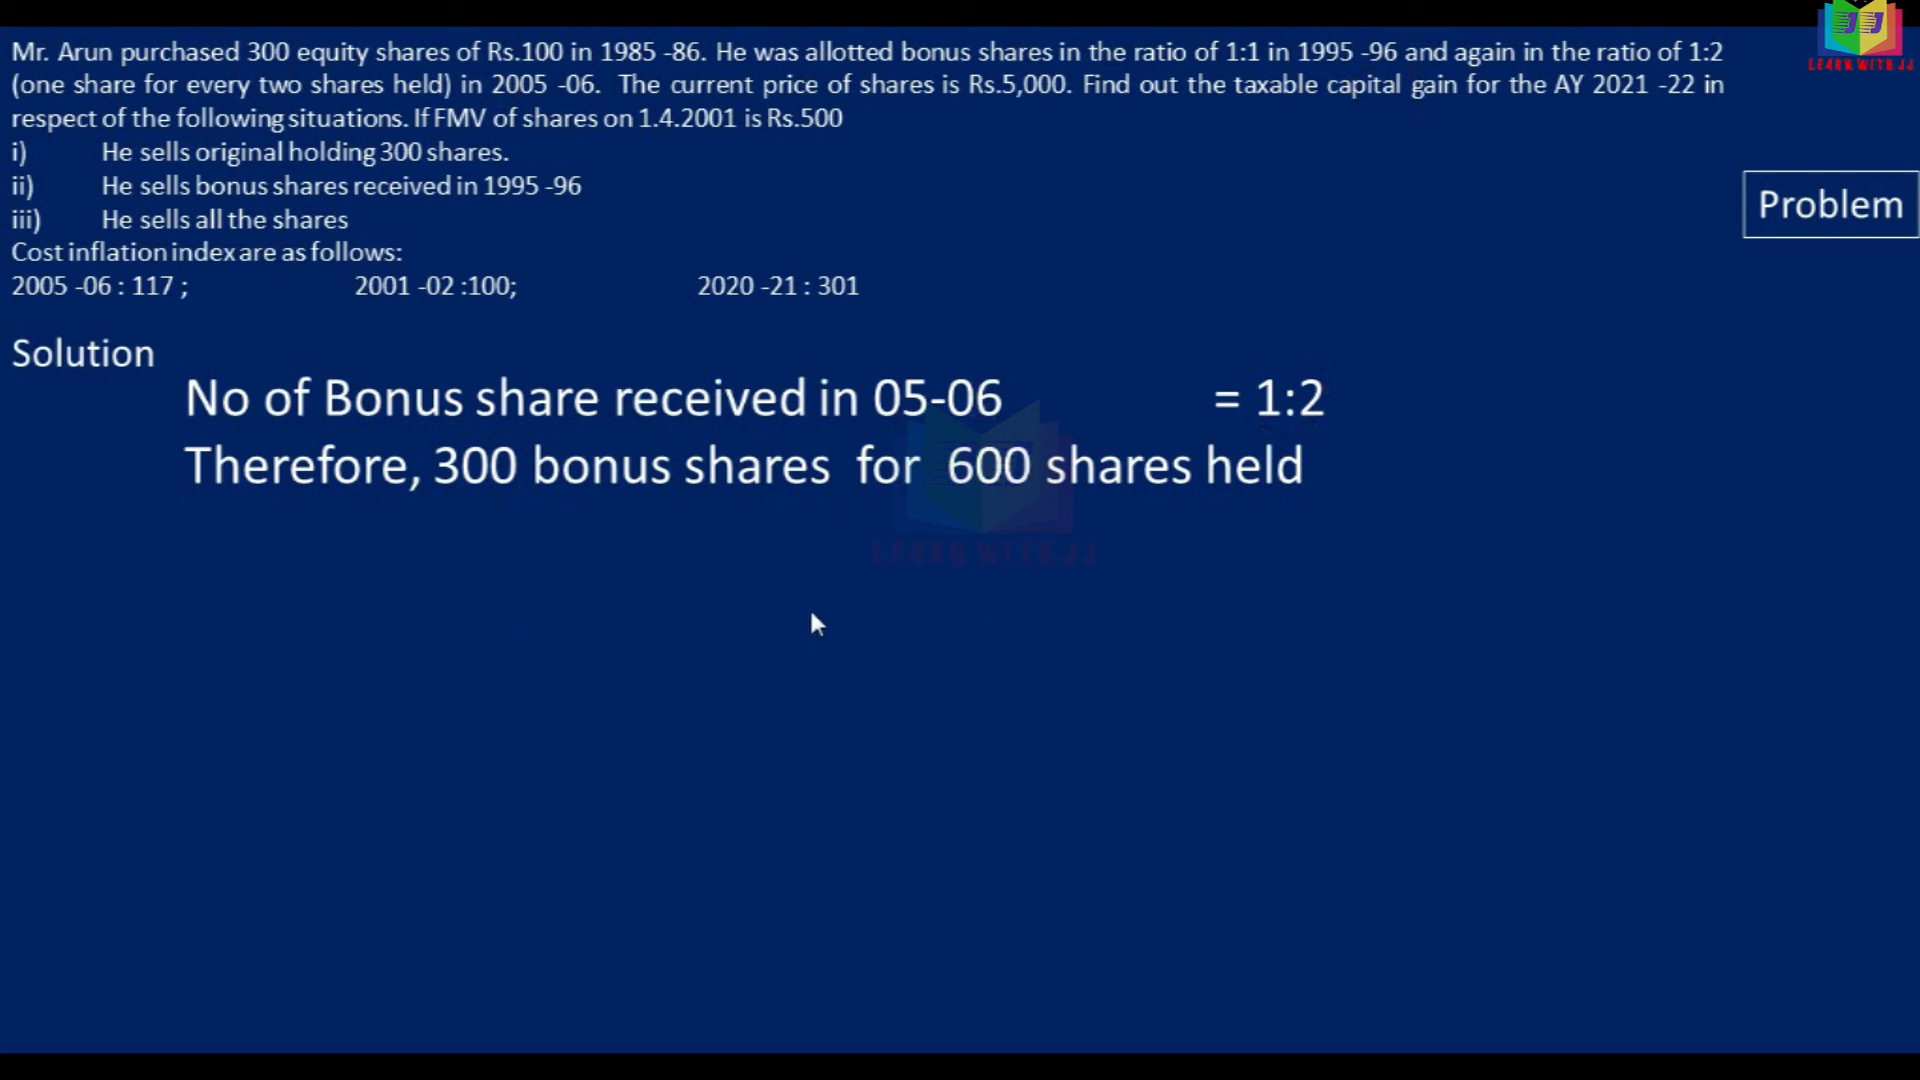 LEARN WITH JJ
Mr. Arun purchased 300 equity shares of Rs.100 in 1985 -86. He was allotted bonus shares in the ratio of 1:1 in 1995 -96 and again in the ratio of 1:2
(one share for every two shares held) in 2005 -06. The current price of shares is Rs.5,000. Find out the taxable capital gain for the AY 2021 -22 in
respect of the following situations. If FMV of shares on 1.4.2001 is Rs.500
i) He sells original holding 300 shares.
ii) He sells bonus shares received in 1995 -96
iii) He sells all the shares
Problem
Cost inflation index are as follows:
2005 -06 : 117 ; 2001 -02 :100; 2020 -21 : 301
Solution
No of Bonus share received in 05-06 = 1:2
Therefore, 300 bonus shares for 600 shares held
LEARN WITH JJ